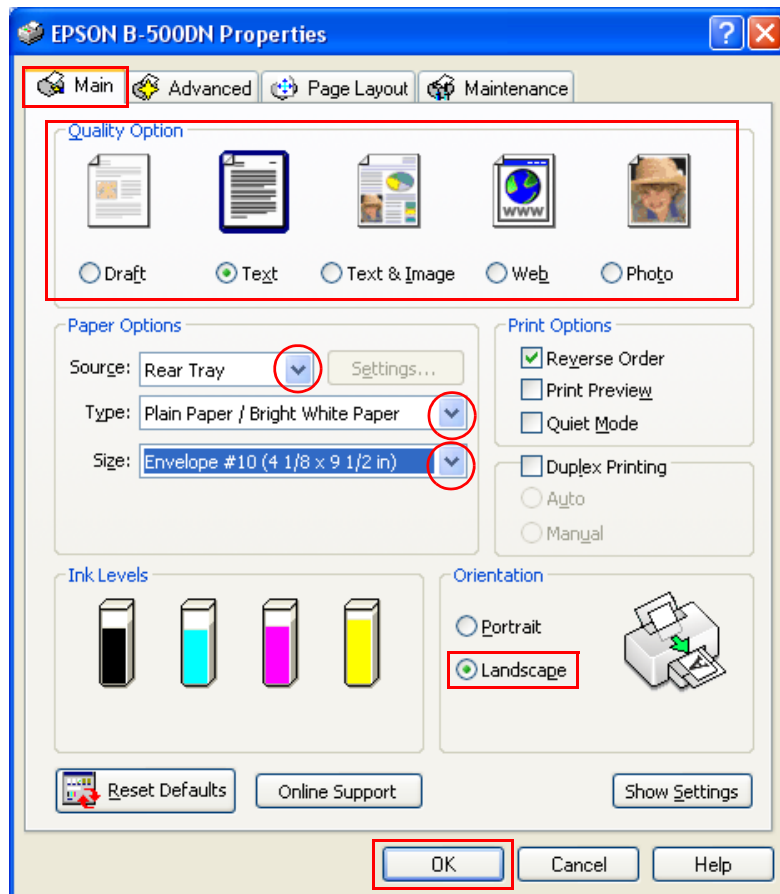 EPSON B-500DN Properties
Main Advanced Page Layout Maintenance
Quality Option
WWW
Draft Text Text & Image Web Photo
Paper Options
Source: Rear Tray Settings...
Type: Plain Paper / Bright White Paper
Size: Envelope #10 (4 1/8 x 9 1/2 in)
Print Options
Reverse Order
Print Preview
Quiet Mode
Duplex Printing
Auto
Manual
Ink Levels
Orientation
Portrait
Landscape
A
Reset Defaults Online Support Show Settings
OK Cancel Help